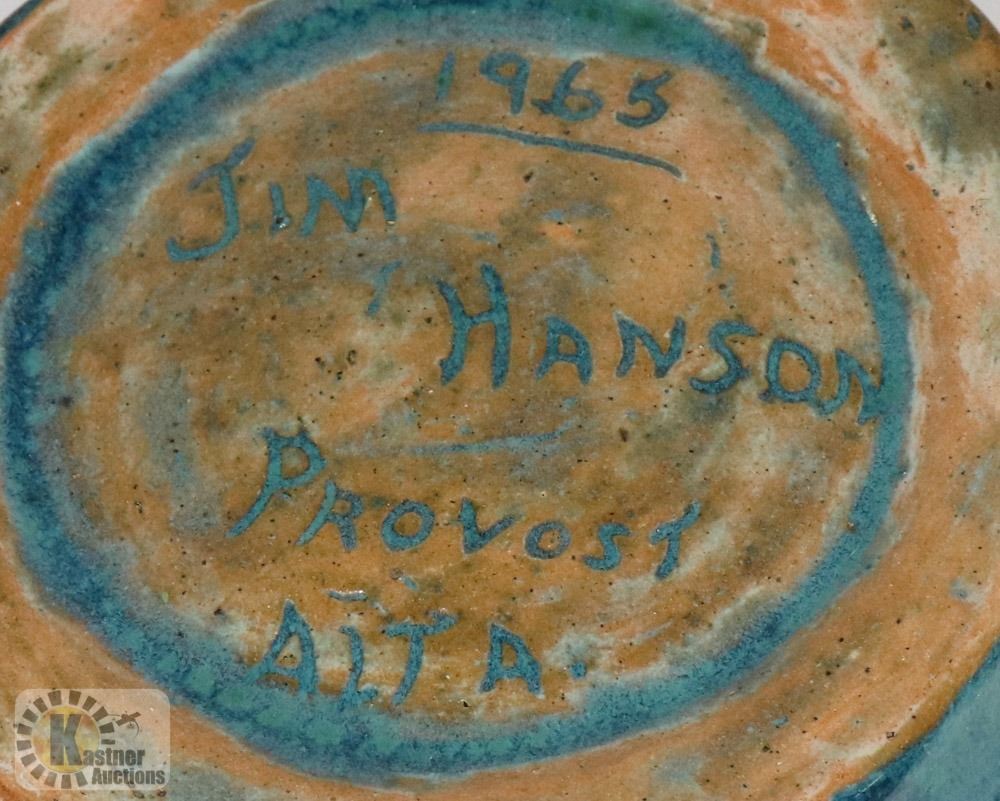 1965
JIM
HANSON
PROVOST
ALTA.
Kastner
Auctions